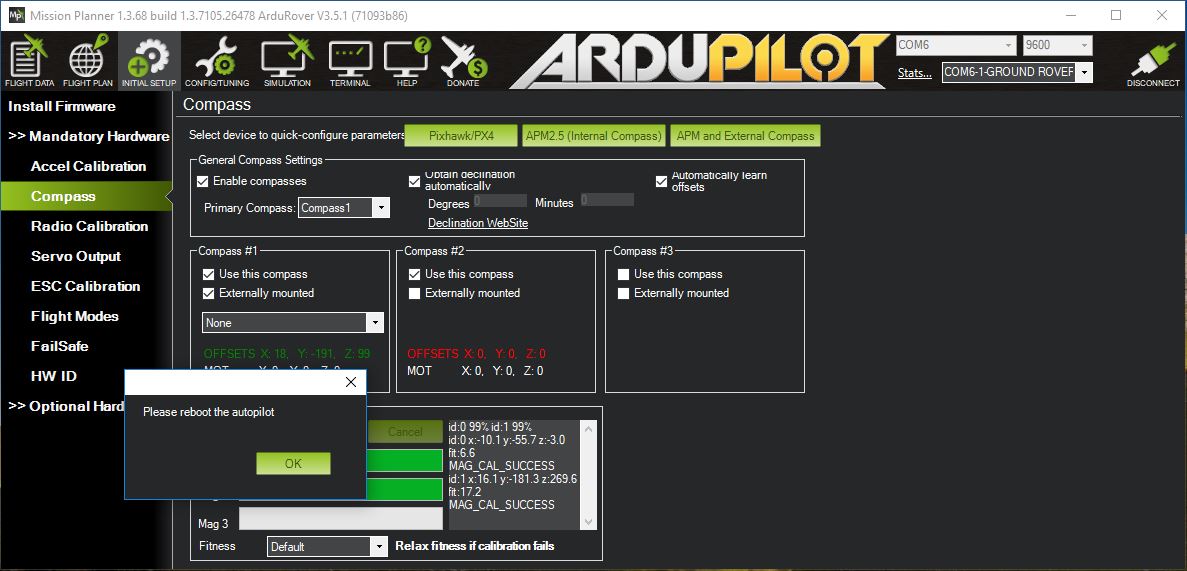 Mission Planner 1.3.68 build 1.3.7105.26478 ArduRover V3.5.1 (71093b86)
FLIGHT DATA FLIGHT PLAN INITIAL SETUP CONFIG/TUNING SIMULATION TERMINAL HELP DONATE
ARDUPILOT
COM6 9600
Stats... COM6-1-GROUND ROVER
DISCONNECT
Install Firmware
>> Mandatory Hardware
Accel Calibration
Compass
Radio Calibration
Servo Output
ESC Calibration
Flight Modes
FailSafe
HW ID
>> Optional Hard
Compass
Select device to quick-configure parameters
Pixhawk/PX4 APM2.5 (Internal Compass) APM and External Compass
General Compass Settings
Enable compasses
Primary Compass: Compass1
Obtain declination
automatically
Degrees 0 Minutes 0
Declination WebSite
Automatically learn
offsets
Compass #1
Use this compass
Externally mounted
None
OFFSETS X: 18, Y: -191, Z: 99
MOT X: 0, Y: 0, Z: 0
Compass #2
Use this compass
Externally mounted
OFFSETS X: 0, Y: 0, Z: 0
MOT X: 0, Y: 0, Z: 0
Compass #3
Use this compass
Externally mounted
Please reboot the autopilot
OK
Cancel
id:0 99% id:1 99%
id:0 x:-10.1 y:-55.7 z:-3.0
fit:6.6
MAG_CAL_SUCCESS
id:1 x:16.1 y:-181.3 z:269.6
fit:17.2
MAG_CAL_SUCCESS
Mag 3
Fitness Default Relax fitness if calibration fails